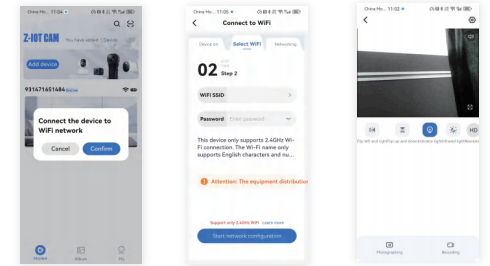 China Mo... 11:04
Z-IOT CAM
You have added 1 Device
Add device
931471651484
Connect the device to
WiFi network
Cancel
Confirm
Home
Album
My
China Mo... 11:05
Connect to WiFi
Device on
Select WiFi
Networking
02
Step 2
WiFi SSID
Password
Enter password
This device only supports 2.4GHz Wi-
Fi connection. The Wi-Fi name only
supports English characters and nu...
Attention: The equipment distribution
Support only 2.4GHz WiFi
Learn more
Start network configuration
China Mo... 11:02
HD
Photographing
Recording